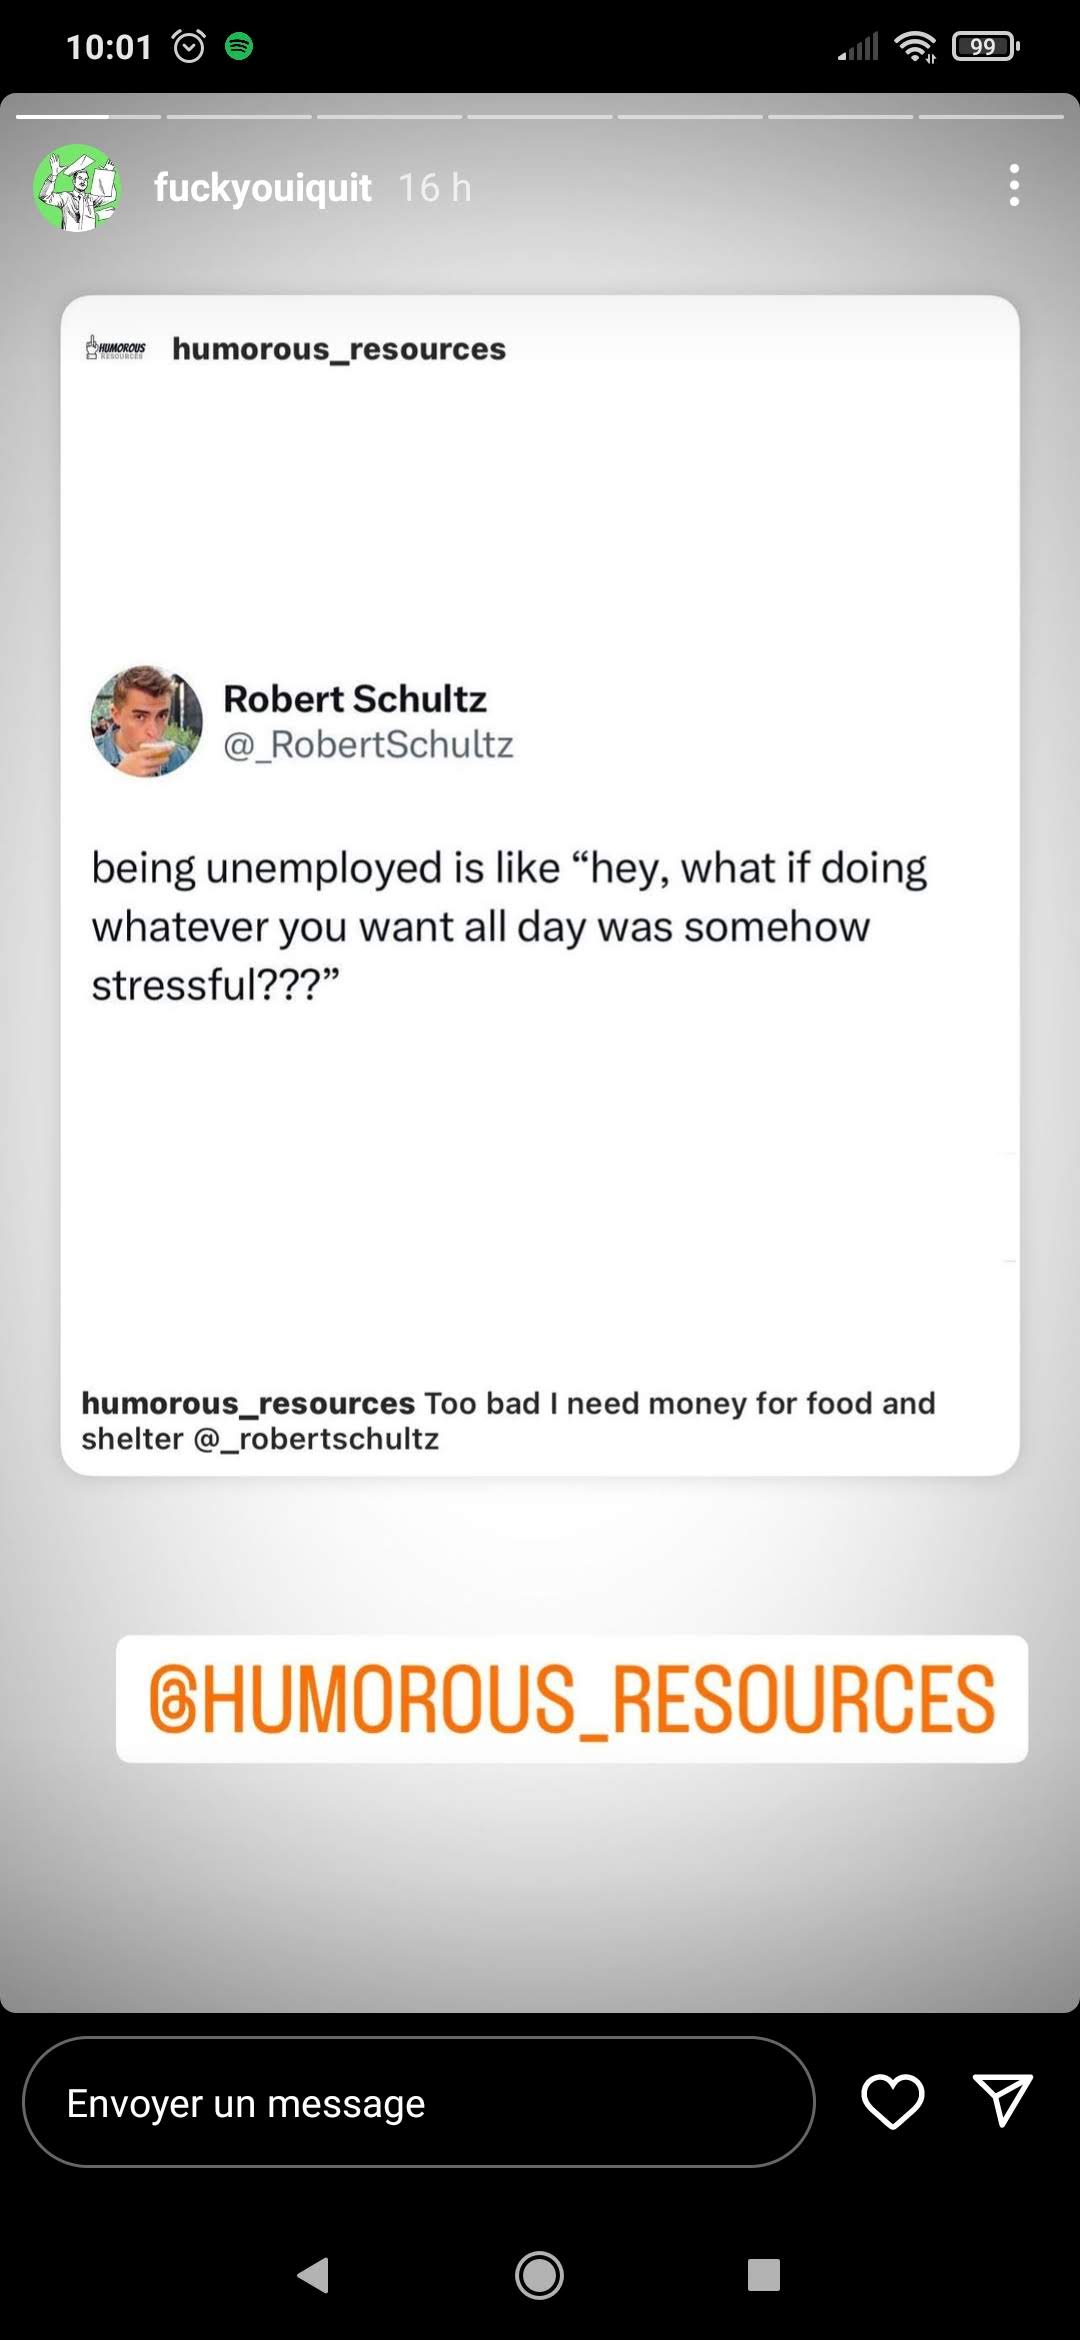 10:01
99
fuckyouiquit 16 h
HUMOROUS
RESOURCES
humorous_resources
Robert Schultz
@_RobertSchultz
being unemployed is like “hey, what if doing
whatever you want all day was somehow
stressful???”
humorous_resources Too bad I need money for food and
shelter @_robertschultz
@HUMOROUS_RESOURCES
Envoyer un message